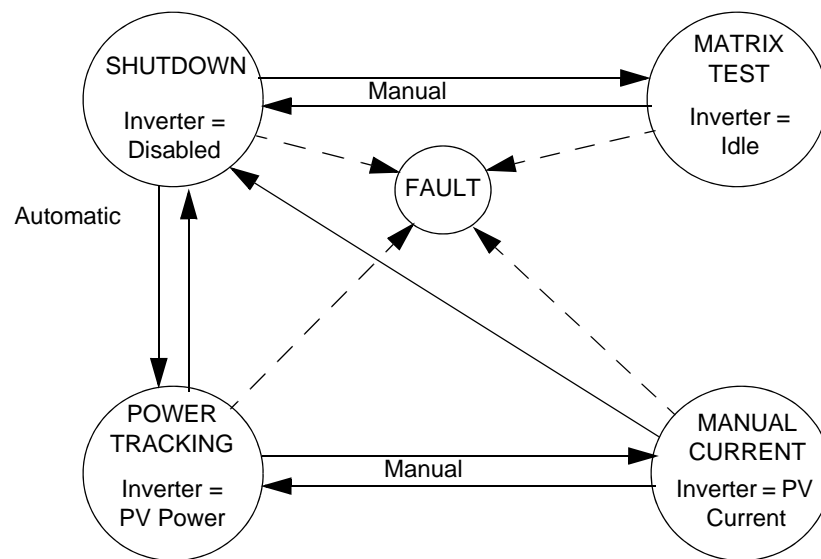 SHUTDOWN
Inverter =
Disabled
Manual
MATRIX
TEST
Inverter =
Idle
FAULT
Automatic
POWER
TRACKING
Inverter =
PV Power
Manual
MANUAL
CURRENT
Inverter = PV
Current